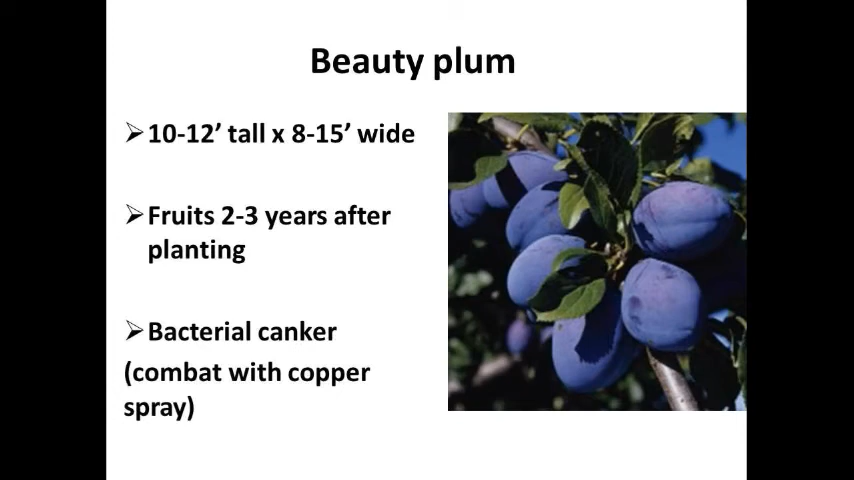 Beauty plum
➢10-12’ tall x 8-15’ wide
➢Fruits 2-3 years after
planting
➢Bacterial canker
(combat with copper
spray)